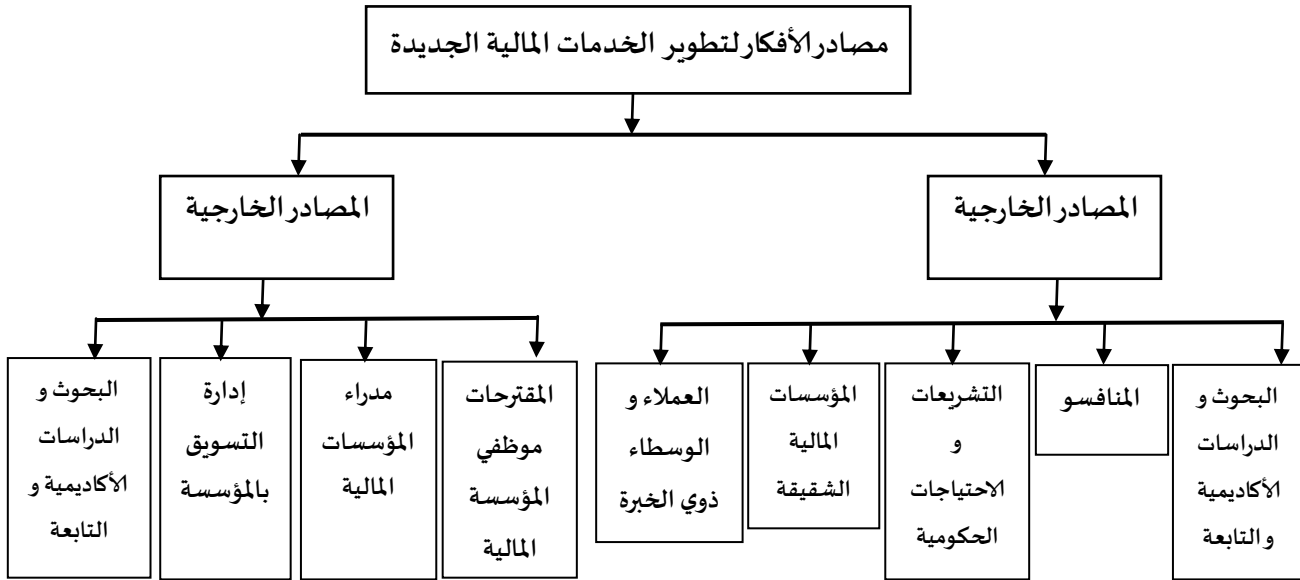 مصادر الأفكار لتطوير الخدمات المالية الجديدة
المصادر الخارجية
المصادر الخارجية
البحوث و
الدراسات
الأكاديمية
و التابعة
المنافسو
التشريعات
و
الاحتياجات
الحكومية
المؤسسات
المالية
الشقيقة
العملاء و
الوسطاء
ذوي الخبرة
المقترحات
موظفي
المؤسسة
المالية
مدراء
المؤسسات
المالية
إدارة
التسويق
بالمؤسسة
البحوث و
الدراسات
الأكاديمية و
التابعة